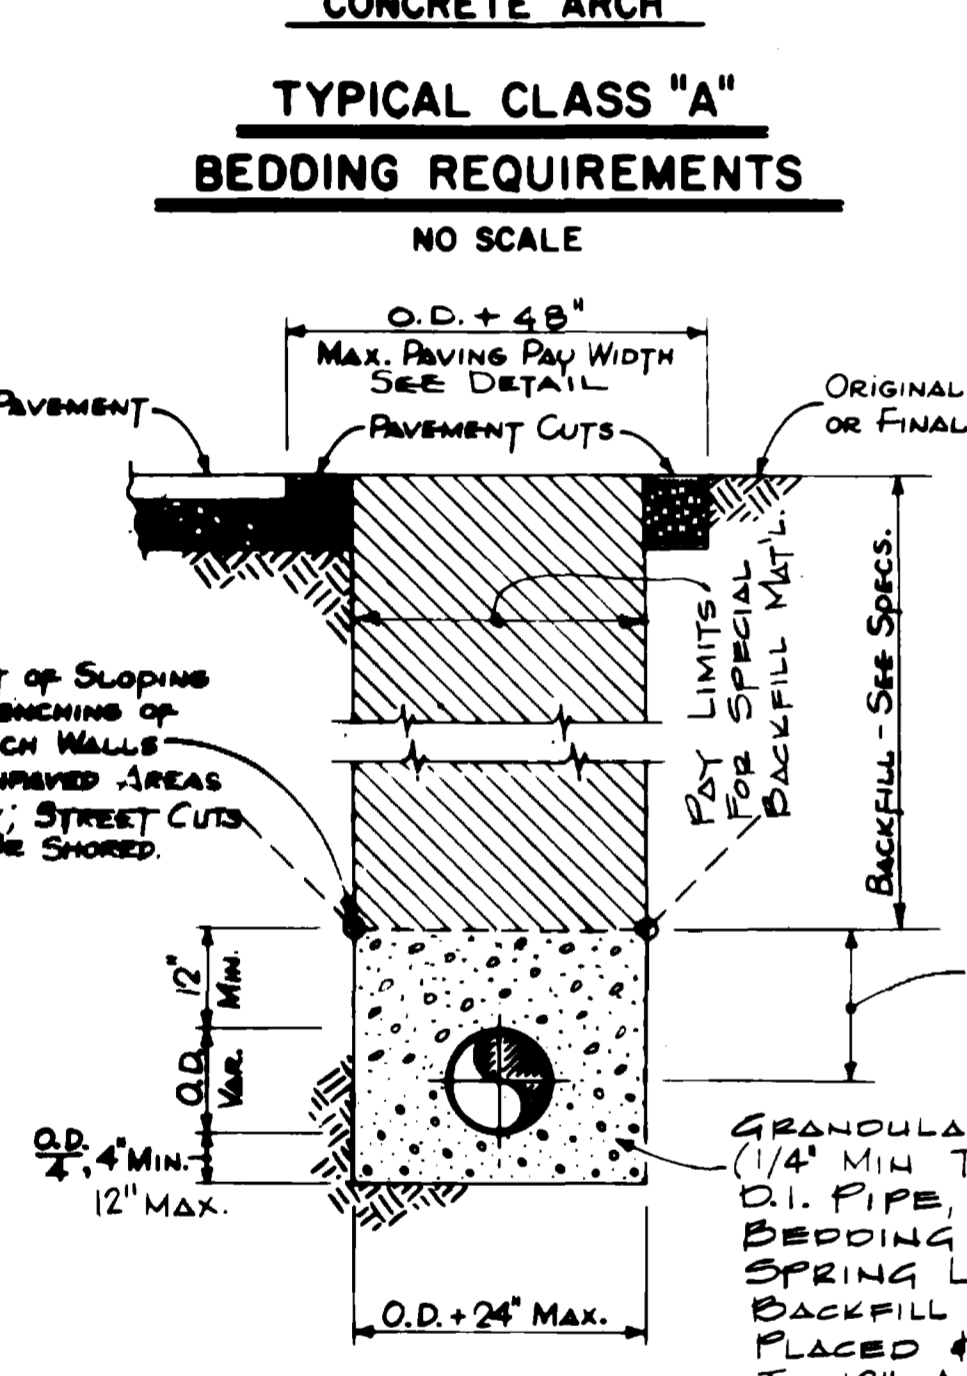 CONCRETE ARCH
TYPICAL CLASS "A"
BEDDING REQUIREMENTS
NO SCALE
O.D. + 48"
MAX. PAVING PAY WIDTH
SEE DETAIL
PAVEMENT
PAVEMENT CUTS
ORIGINAL
OR FINAL
PAY LIMITS
FOR SPECIAL
BACKFILL MAT'L.
BACKFILL - SEE SPECS.
OF SLOPING
OF
WALLS
AREAS
; STREET CUTS
SHORED.
12"
MIN.
O.D.
VAR.
O.D.
4 , 4" MIN.
12" MAX.
O.D. + 24" MAX.
(1/4" MIN
D.I. PIPE,
BEDDING
SPRING
BACKFILL
PLACED &